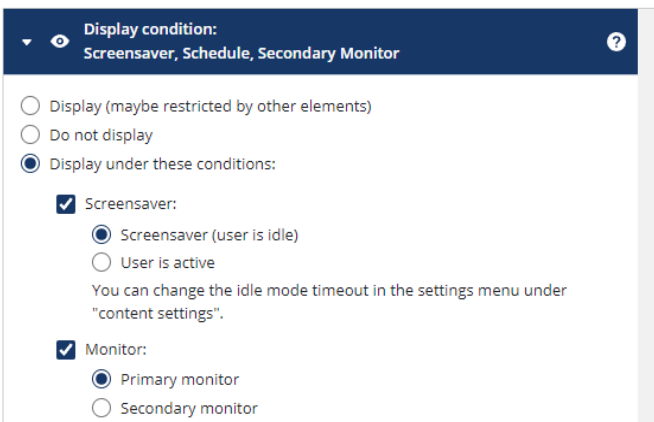 Display condition:
Screensaver, Schedule, Secondary Monitor
?
Display (maybe restricted by other elements)
Do not display
Display under these conditions:
Screensaver:
Screensaver (user is idle)
User is active
You can change the idle mode timeout in the settings menu under
"content settings".
Monitor:
Primary monitor
Secondary monitor